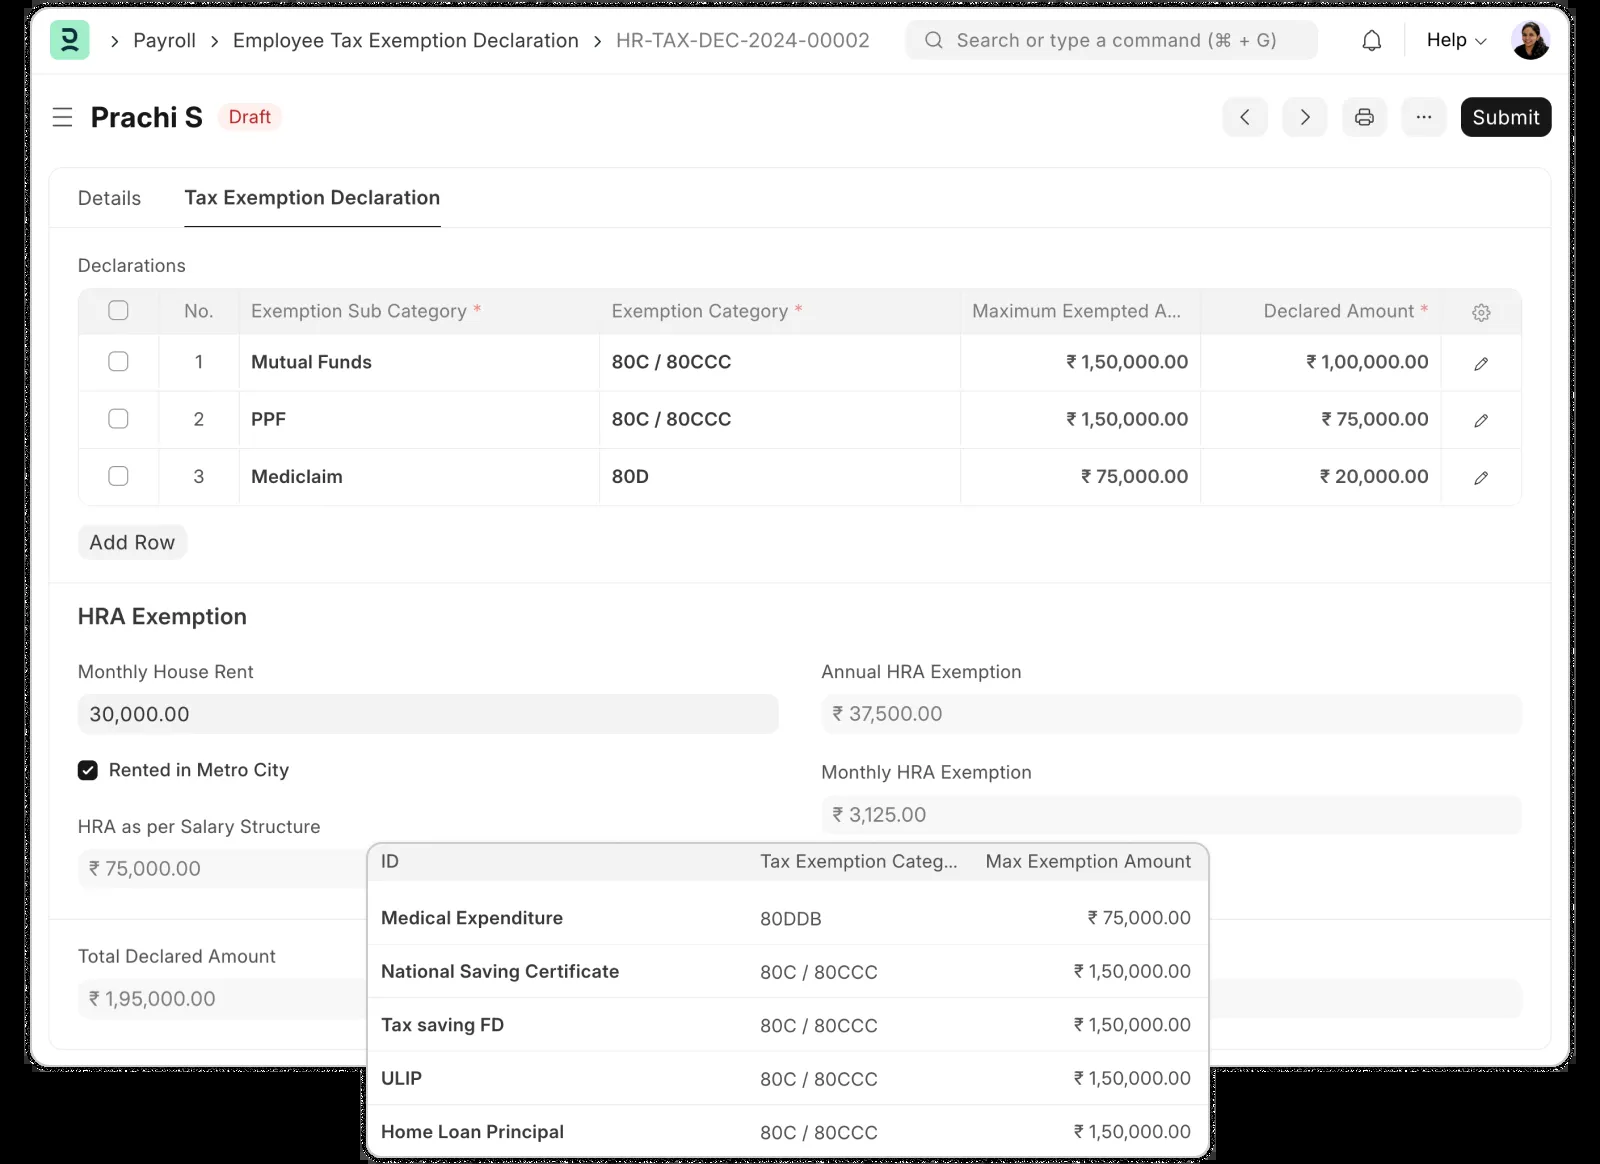 Payroll > Employee Tax Exemption Declaration > HR-TAX-DEC-2024-00002 Search or type a command (⌘ + G) Help
Prachi S Draft ... Submit
Details Tax Exemption Declaration
Declarations
No. Exemption Sub Category * Exemption Category * Maximum Exempted A... Declared Amount *
1 Mutual Funds 80C / 80CCC ₹ 1,50,000.00 ₹ 1,00,000.00
2 PPF 80C / 80CCC ₹ 1,50,000.00 ₹ 75,000.00
3 Mediclaim 80D ₹ 75,000.00 ₹ 20,000.00
Add Row
HRA Exemption
Monthly House Rent
30,000.00
Rented in Metro City
HRA as per Salary Structure
₹ 75,000.00
Annual HRA Exemption
₹ 37,500.00
Monthly HRA Exemption
₹ 3,125.00
Total Declared Amount
₹ 1,95,000.00
ID Tax Exemption Categ... Max Exemption Amount
Medical Expenditure 80DDB ₹ 75,000.00
National Saving Certificate 80C / 80CCC ₹ 1,50,000.00
Tax saving FD 80C / 80CCC ₹ 1,50,000.00
ULIP 80C / 80CCC ₹ 1,50,000.00
Home Loan Principal 80C / 80CCC ₹ 1,50,000.00